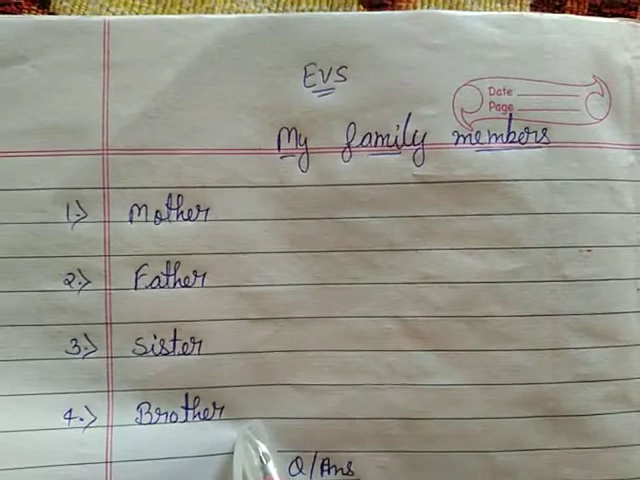 EVS
Date
Page
My family members
1.> Mother
2.> Father
3.> Sister
4.> Brother
Q/Ans